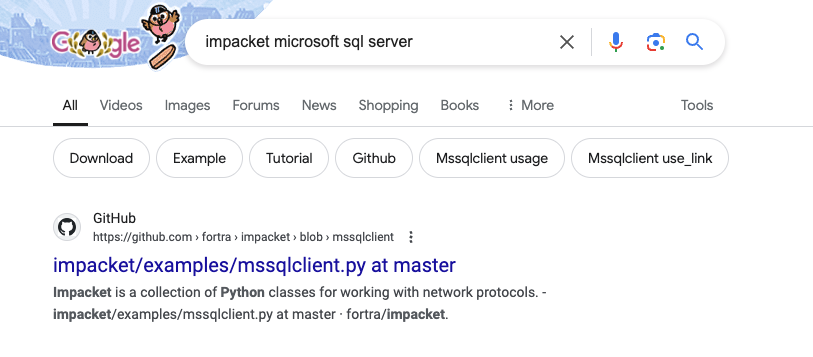 Google
impacket microsoft sql server
All Videos Images Forums News Shopping Books More Tools
Download Example Tutorial Github Mssqlclient usage Mssqlclient use_link
GitHub
https://github.com › fortra › impacket › blob › mssqlclient
impacket/examples/mssqlclient.py at master
Impacket is a collection of Python classes for working with network protocols. -
impacket/examples/mssqlclient.py at master · fortra/impacket.